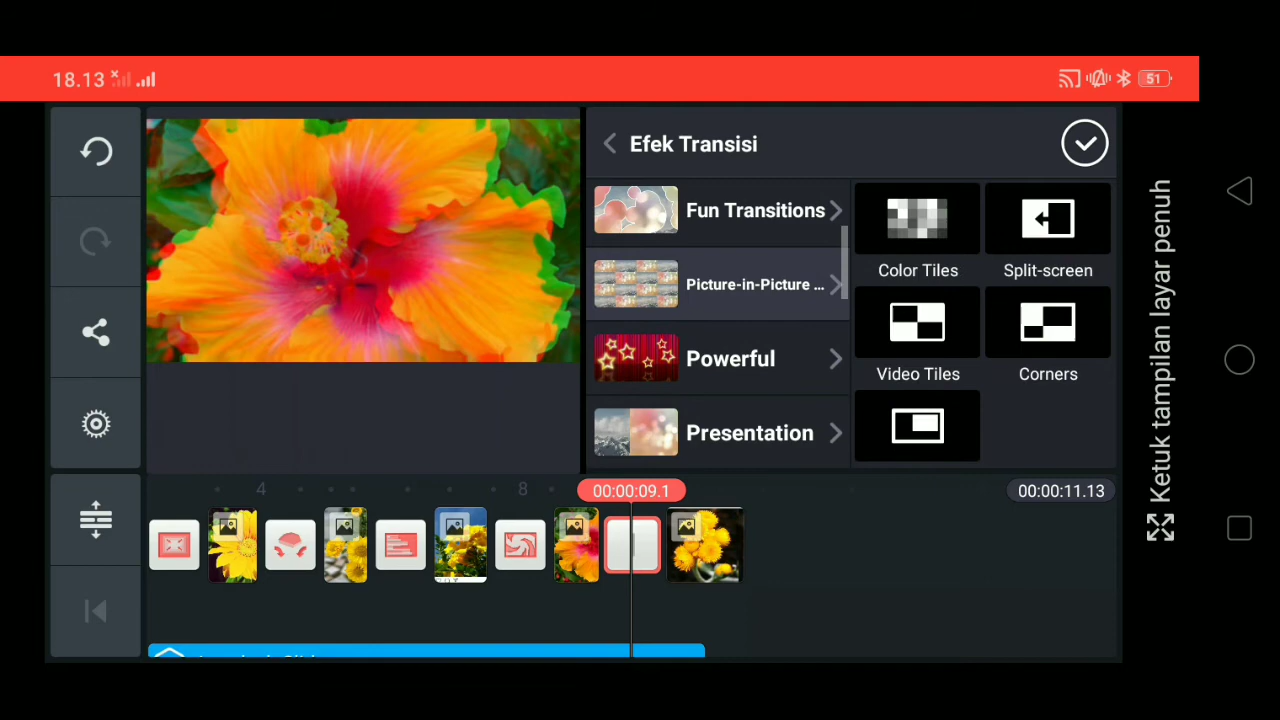 18.13
51
Efek Transisi
Fun Transitions
Picture-in-Picture ...
Powerful
Presentation
Color Tiles
Split-screen
Video Tiles
Corners
Ketuk tampilan layar penuh
4
8
00:00:09.1
00:00:11.13